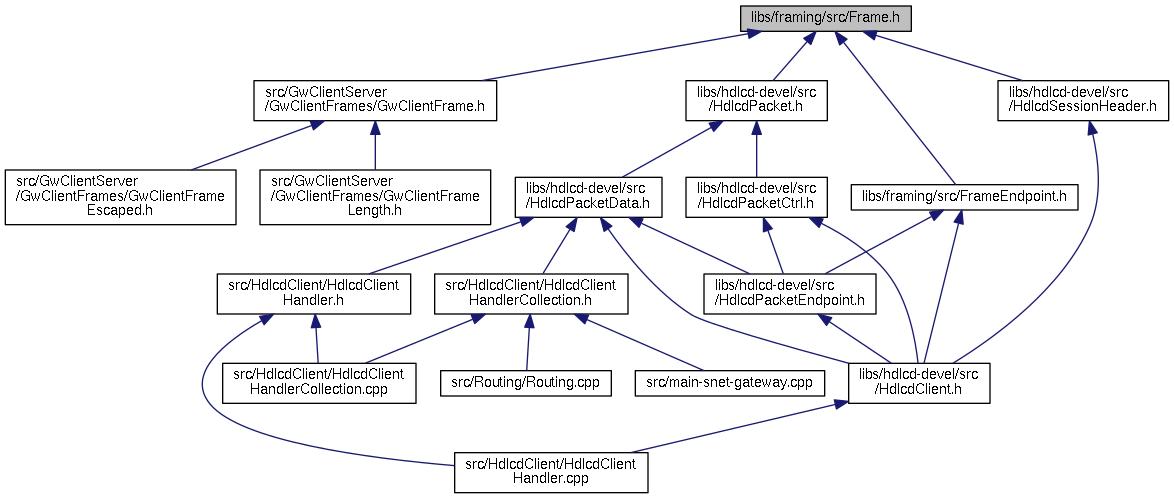 libs/framing/src/Frame.h
src/GwClientServer
/GwClientFrames/GwClientFrame.h
libs/hdlcd-devel/src
/HdlcdPacket.h
libs/hdlcd-devel/src
/HdlcdSessionHeader.h
src/GwClientServer
/GwClientFrames/GwClientFrame
Escaped.h
src/GwClientServer
/GwClientFrames/GwClientFrame
Length.h
libs/hdlcd-devel/src
/HdlcdPacketData.h
libs/hdlcd-devel/src
/HdlcdPacketCtrl.h
libs/framing/src/FrameEndpoint.h
src/HdlcdClient/HdlcdClient
Handler.h
src/HdlcdClient/HdlcdClient
HandlerCollection.h
libs/hdlcd-devel/src
/HdlcdPacketEndpoint.h
src/HdlcdClient/HdlcdClient
HandlerCollection.cpp
src/Routing/Routing.cpp
src/main-snet-gateway.cpp
libs/hdlcd-devel/src
/HdlcdClient.h
src/HdlcdClient/HdlcdClient
Handler.cpp